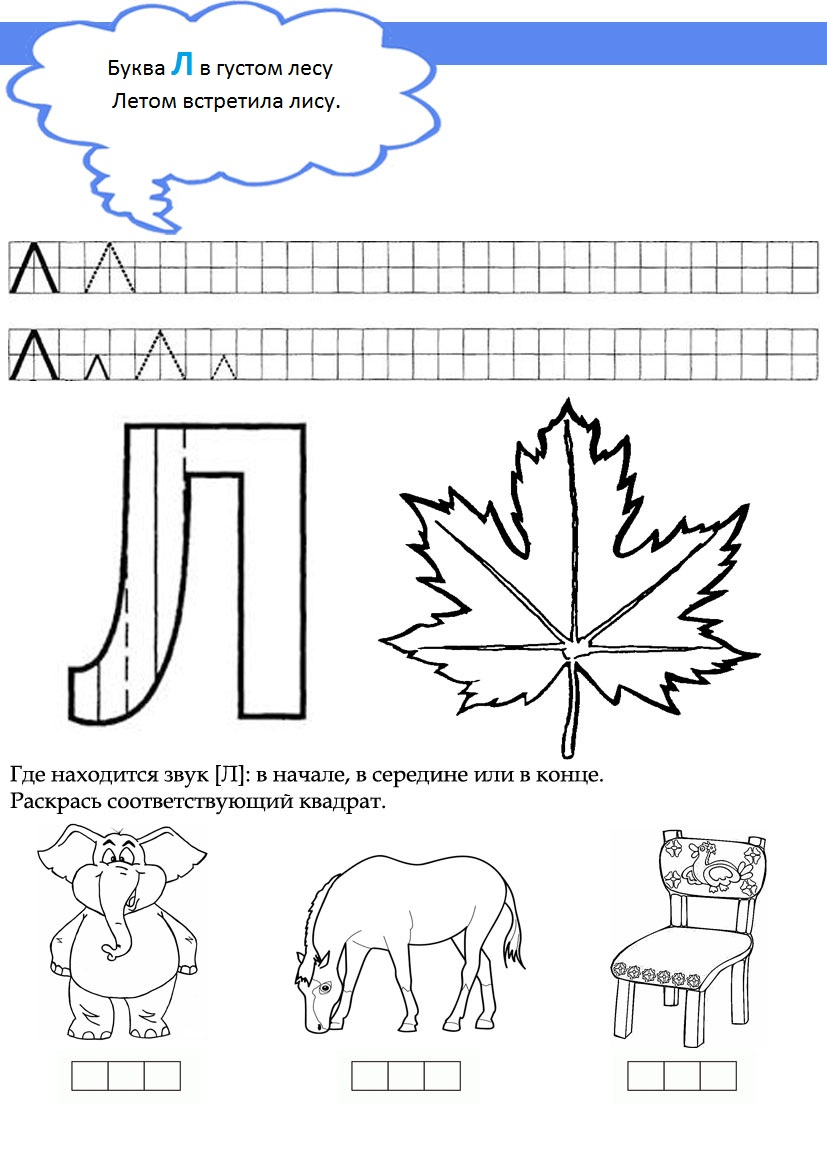 Буква Л в густом лесу
Летом встретила лису.
Л Л
Л л Л л
Л
Где находится звук [Л]: в начале, в середине или в конце.
Раскрась соответствующий квадрат.